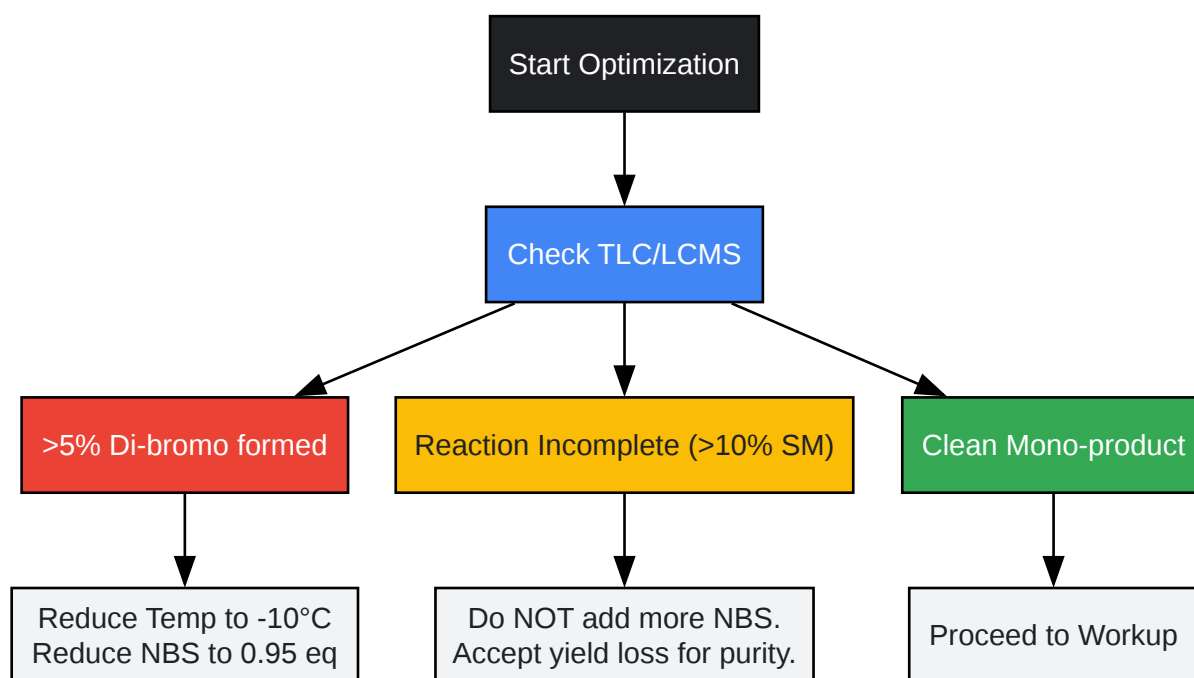 Start Optimization
Check TLC/LCMS
>5% Di-bromo formed
Reaction Incomplete (>10% SM)
Clean Mono-product
Reduce Temp to -10°C
Reduce NBS to 0.95 eq
Do NOT add more NBS.
Accept yield loss for purity.
Proceed to Workup